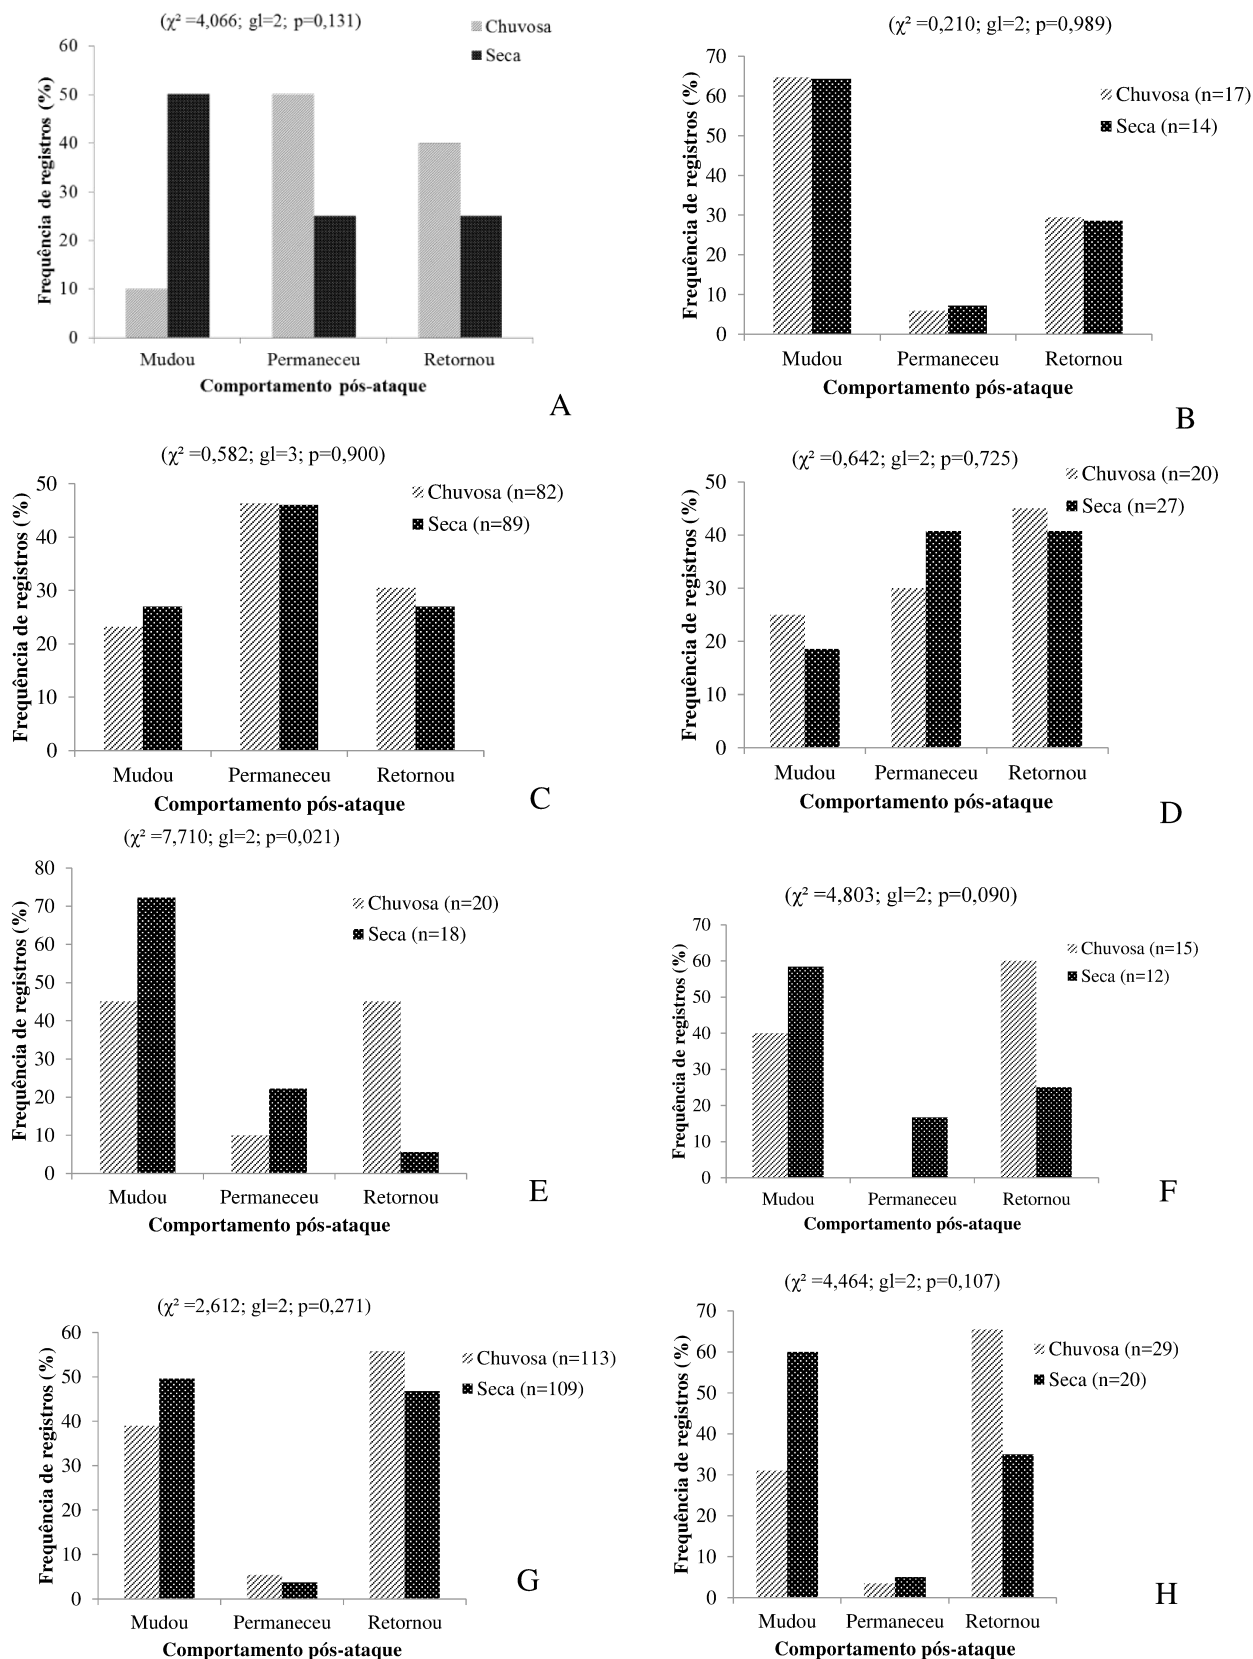 (χ² =4,066; gl=2; p=0,131)
Chuvosa
Seca
Frequência de registros (%)
60
50
40
30
20
10
0
Mudou Permaneceu Retornou
Comportamento pós-ataque
A
(χ² =0,210; gl=2; p=0,989)
Chuvosa (n=17)
Seca (n=14)
Frequência de registros (%)
70
60
50
40
30
20
10
0
Mudou Permaneceu Retornou
Comportamento pós-ataque
B
(χ² =0,582; gl=3; p=0,900)
Chuvosa (n=82)
Seca (n=89)
Frequência de registros (%)
50
40
30
20
10
0
Mudou Permaneceu Retornou
Comportamento pós-ataque
C
(χ² =0,642; gl=2; p=0,725)
Chuvosa (n=20)
Seca (n=27)
Frequência de registros (%)
50
40
30
20
10
0
Mudou Permaneceu Retornou
Comportamento pós-ataque
D
(χ² =7,710; gl=2; p=0,021)
Chuvosa (n=20)
Seca (n=18)
Frequência de registros (%)
80
70
60
50
40
30
20
10
0
Mudou Permaneceu Retornou
Comportamento pós-ataque
E
(χ² =4,803; gl=2; p=0,090)
Chuvosa (n=15)
Seca (n=12)
Frequência de registros (%)
70
60
50
40
30
20
10
0
Mudou Permaneceu Retornou
Comportamento pós-ataque
F
(χ² =2,612; gl=2; p=0,271)
Chuvosa (n=113)
Seca (n=109)
Frequência de registros (%)
60
50
40
30
20
10
0
Mudou Permaneceu Retornou
Comportamento pós-ataque
G
(χ² =4,464; gl=2; p=0,107)
Chuvosa (n=29)
Seca (n=20)
Frequência de registros (%)
70
60
50
40
30
20
10
0
Mudou Permaneceu Retornou
Comportamento pós-ataque
H